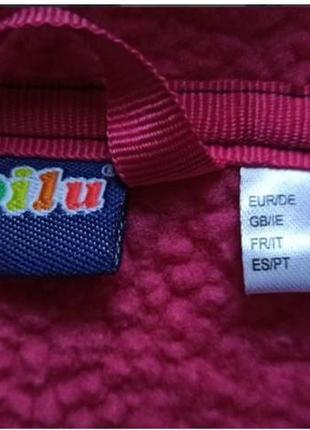 pilu®
EUR/DE
GB/IE
FR/IT
ES/PT